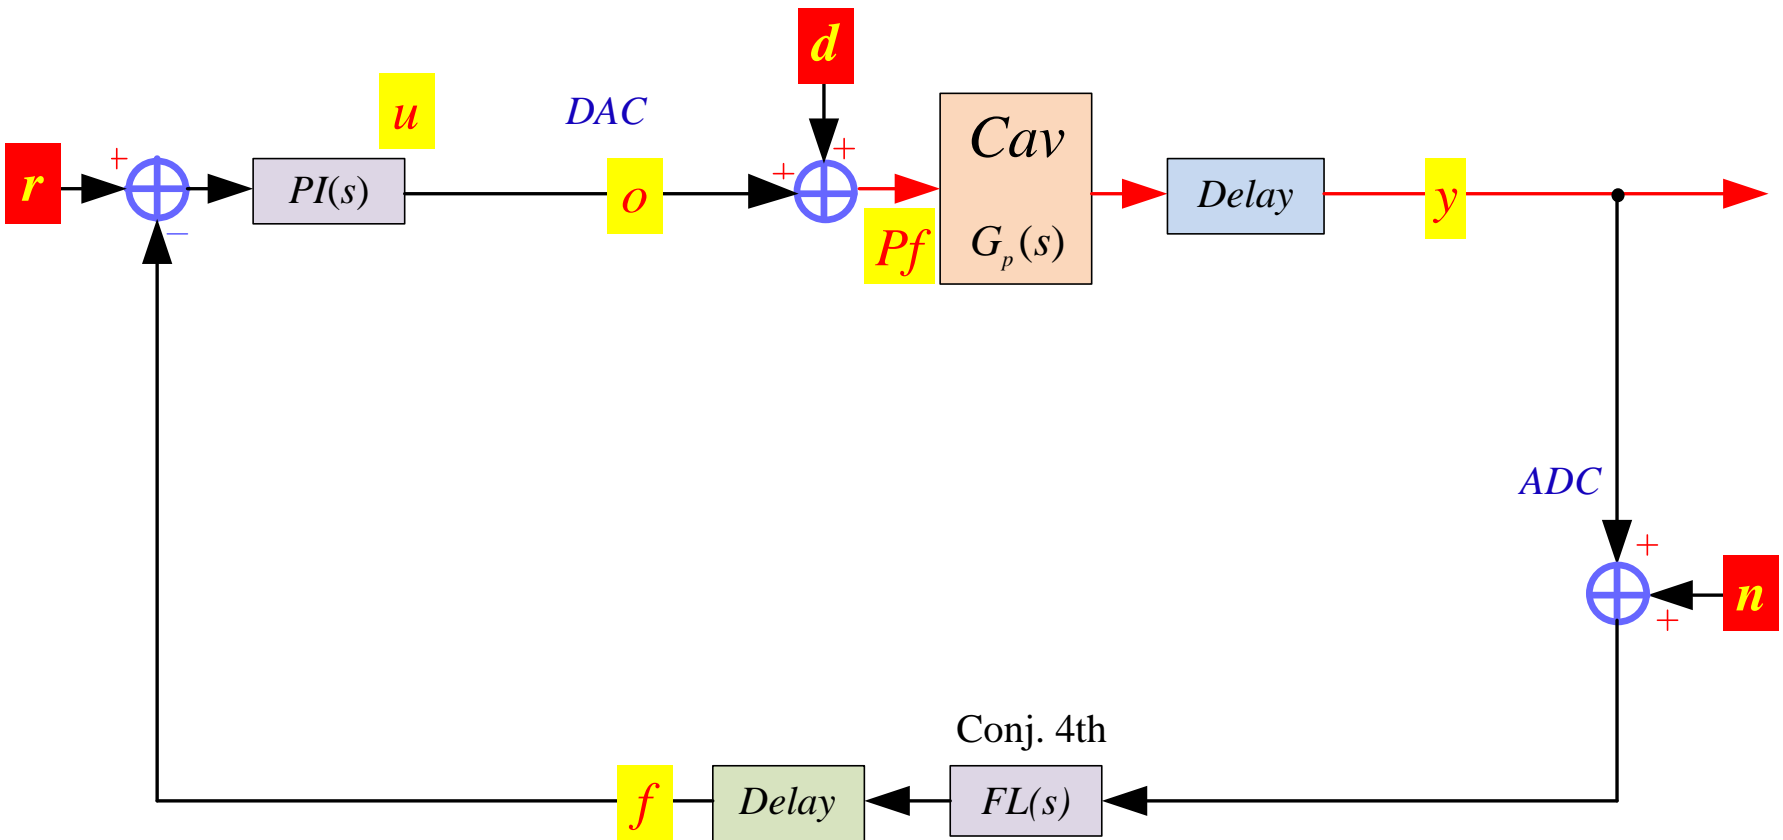 d
u
DAC
+
+
+
Cav
r
PI(s)
o
Delay
y
−
Pf
G_p(s)
ADC
+
n
+
Conj. 4th
f
Delay
FL(s)